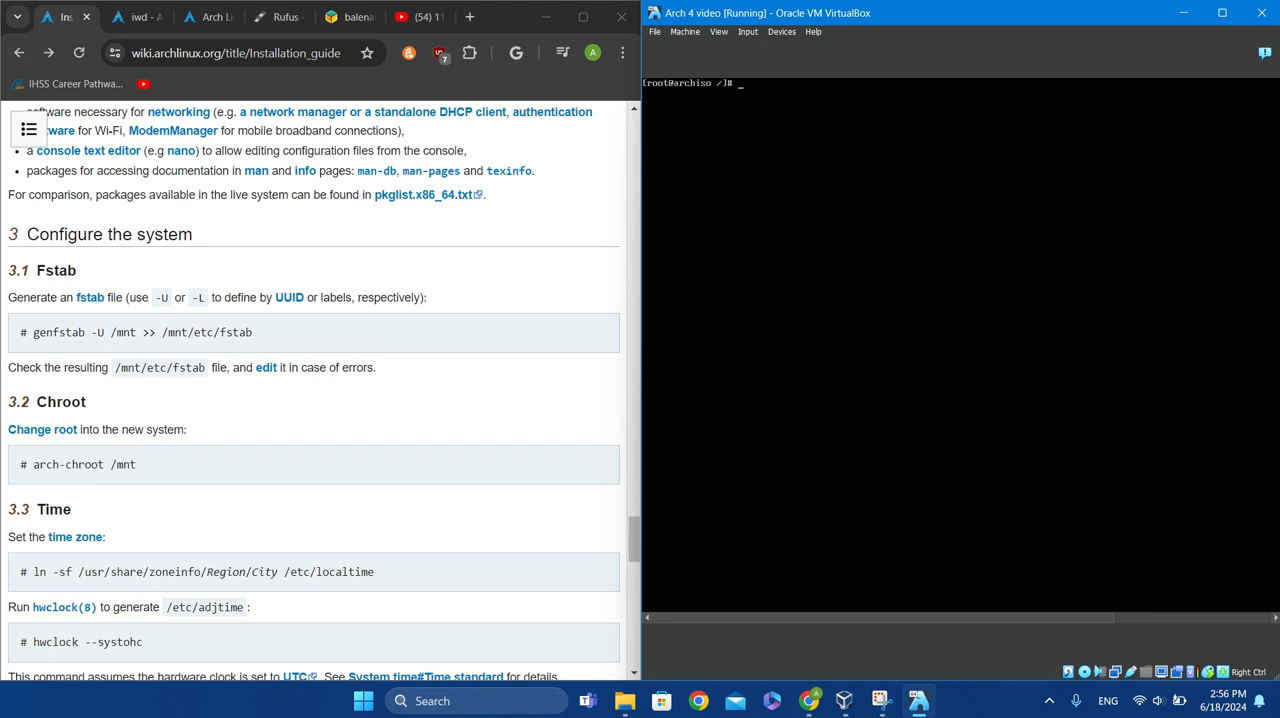 Ins
iwd - A
Arch Li
Rufus -
balena
(54) 11
Arch 4 video [Running] - Oracle VM VirtualBox
wiki.archlinux.org/title/Installation_guide
7
G
A
File Machine View Input Devices Help
IHSS Career Pathwa...
[root@archiso /]# _
software necessary for networking (e.g. a network manager or a standalone DHCP client, authentication
ware for Wi-Fi, ModemManager for mobile broadband connections),
a console text editor (e.g nano) to allow editing configuration files from the console,
packages for accessing documentation in man and info pages: man-db, man-pages and texinfo.
For comparison, packages available in the live system can be found in pkglist.x86_64.txt.
3 Configure the system
3.1 Fstab
Generate an fstab file (use -U or -L to define by UUID or labels, respectively):
# genfstab -U /mnt >> /mnt/etc/fstab
Check the resulting /mnt/etc/fstab file, and edit it in case of errors.
3.2 Chroot
Change root into the new system:
# arch-chroot /mnt
3.3 Time
Set the time zone:
# ln -sf /usr/share/zoneinfo/Region/City /etc/localtime
Run hwclock(8) to generate /etc/adjtime:
# hwclock --systohc
This command assumes the hardware clock is set to UTC. See System time#Time standard for details
Right Ctrl
Search
ENG
2:56 PM
6/18/2024